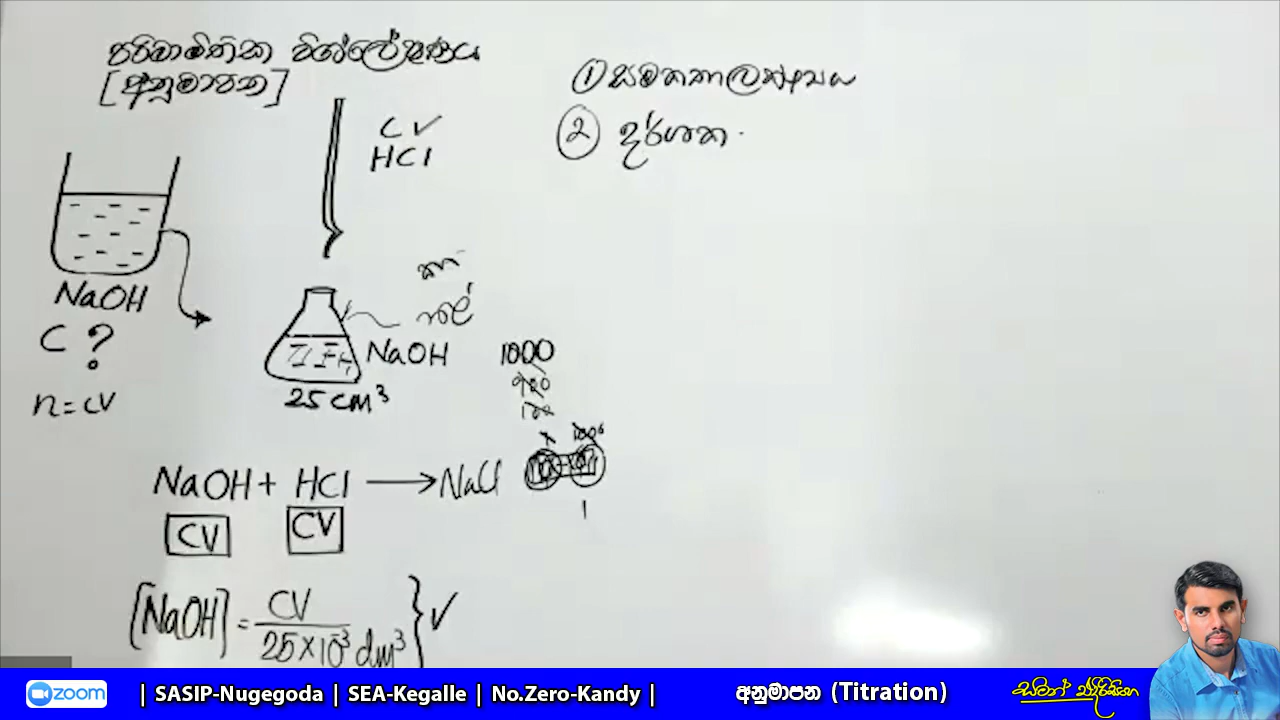 පරිමාමිතික විශ්ලේෂණය
[අනුමාපන]
① සමකතාලක්ෂ්‍යය
② දර්ශක.
CV
HCl
NaOH
C ?
n = CV
NaOH
25 cm³
1000
NaOH + HCl → NaCl
CV CV
[NaOH] = CV / 25×10⁻³ dm³ } ✓
zoom | SASIP-Nugegoda | SEA-Kegalle | No.Zero-Kandy | අනුමාපන (Titration)